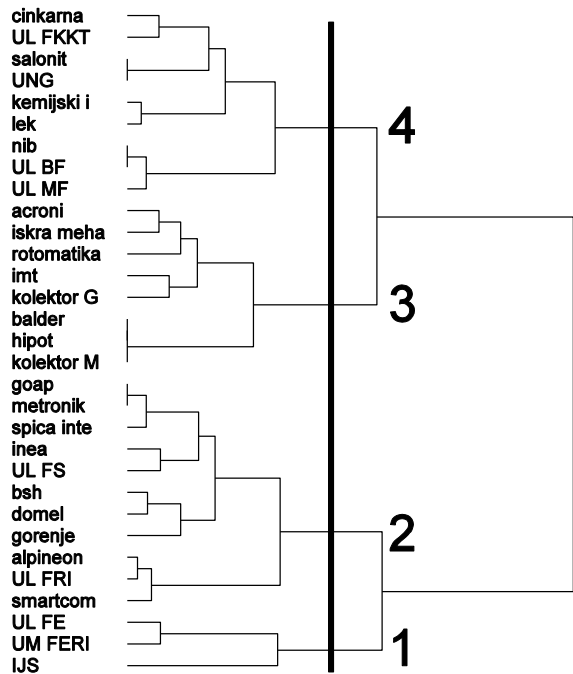 cinkarna
UL FKKT
salonit
UNG
kemijski i
lek
nib
UL BF
UL MF
acroni
iskra meha
rotomatika
imt
kolektor G
balder
hipot
kolektor M
goap
metronik
spica inte
inea
UL FS
bsh
domel
gorenje
alpineon
UL FRI
smartcom
UL FE
UM FERI
IJS
4
3
2
1